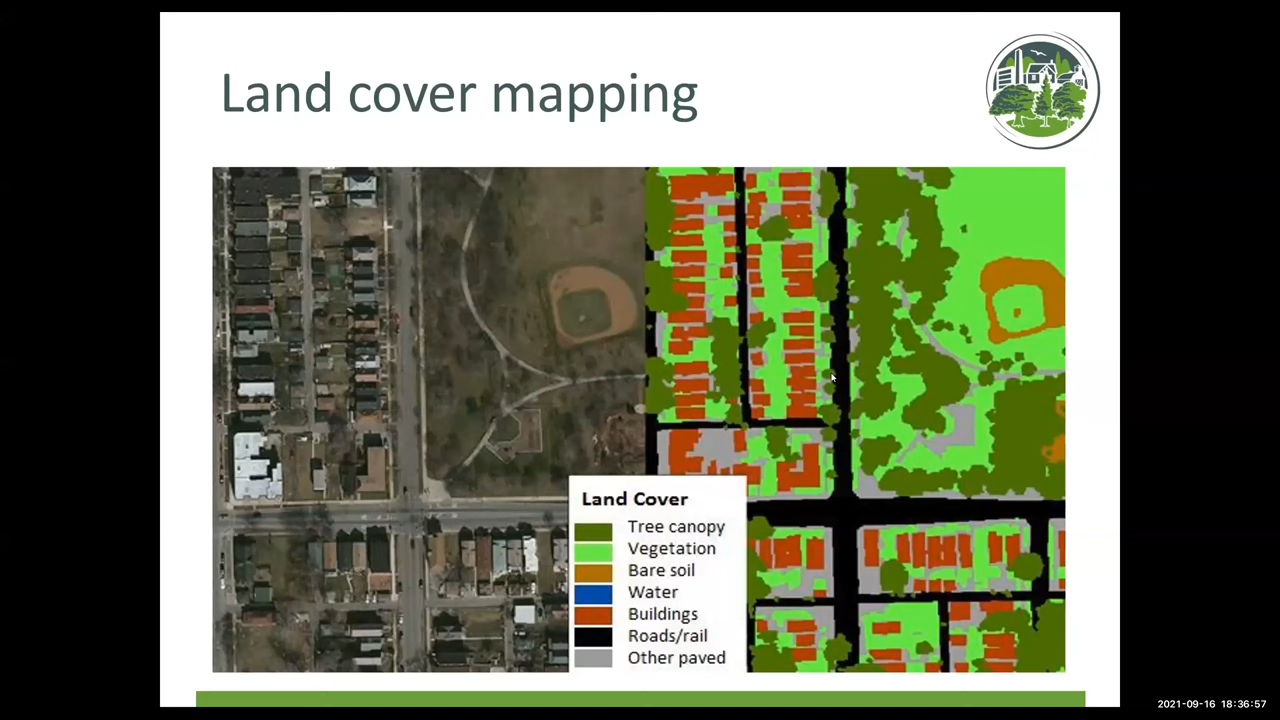 Land cover mapping
Land Cover
Tree canopy
Vegetation
Bare soil
Water
Buildings
Roads/rail
Other paved
2021-09-16 18:36:57